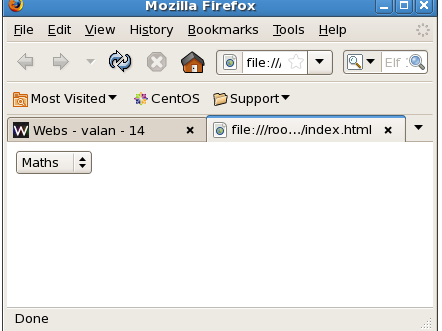 Mozilla Firefox
File Edit View History Bookmarks Tools Help
file:// Elf
Most Visited CentOS Support
Webs - valan - 14 file:///roo.../index.html
Maths
Done